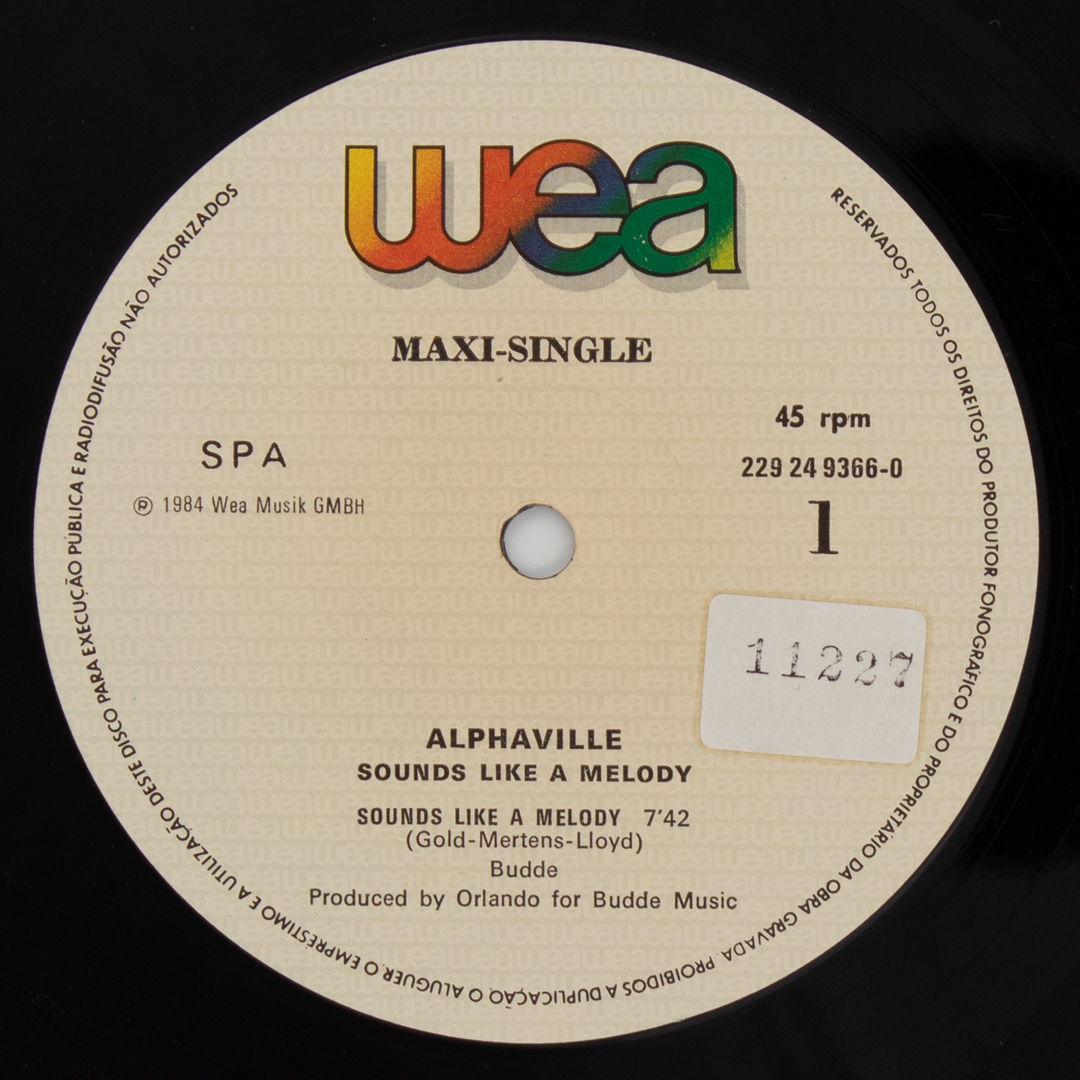 wea
MAXI-SINGLE
45 rpm
SPA
229 24 9366-0
℗ 1984 Wea Musik GMBH
1
11227
ALPHAVILLE
SOUNDS LIKE A MELODY
SOUNDS LIKE A MELODY 7'42
(Gold-Mertens-Lloyd)
Budde
Produced by Orlando for Budde Music
RESERVADOS TODOS OS DIREITOS DO PRODUTOR FONOGRÁFICO E DO PROPRIETÁRIO DA OBRA GRAVADA. PROIBIDOS A DUPLICAÇÃO, O ALUGUER, O EMPRÉSTIMO E A UTILIZAÇÃO DESTE DISCO PARA EXECUÇÃO PÚBLICA E RADIODIFUSÃO NÃO AUTORIZADOS